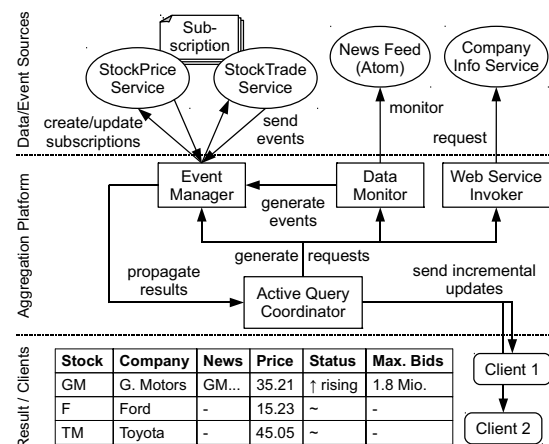 Data/Event Sources
Sub-
scription
StockPrice
Service
StockTrade
Service
News Feed
(Atom)
Company
Info Service
create/update
subscriptions
send
events
monitor
request
Aggregation Platform
Event
Manager
Data
Monitor
Web Service
Invoker
generate
events
generate requests
propagate
results
Active Query
Coordinator
send incremental
updates
Result / Clients
Stock Company News Price Status Max. Bids
GM G. Motors GM... 35.21 ↑ rising 1.8 Mio.
F Ford - 15.23 ~ -
TM Toyota - 45.05 ~ -
Client 1
Client 2